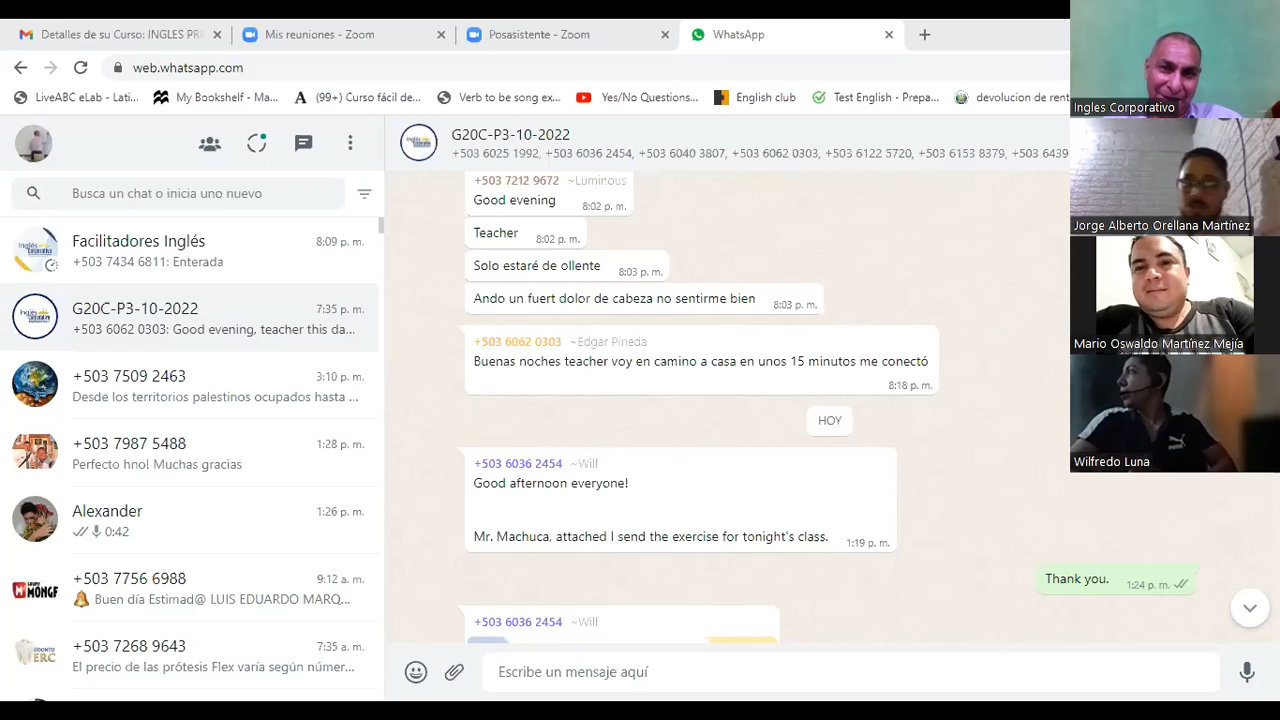 Detalles de su Curso: INGLES PRE
Mis reuniones - Zoom
Posasistente - Zoom
WhatsApp
web.whatsapp.com
LiveABC eLab - Lati...
My Bookshelf - Ma...
(99+) Curso fácil de...
Verb to be song ex...
Yes/No Questions...
English club
Test English - Prepa...
devolucion de rent
G20C-P3-10-2022
+503 6025 1992, +503 6036 2454, +503 6040 3807, +503 6062 0303, +503 6122 5720, +503 6153 8379, +503 6439
Busca un chat o inicia uno nuevo
Facilitadores Inglés
8:09 p. m.
+503 7434 6811: Enterada
G20C-P3-10-2022
7:35 p. m.
+503 6062 0303: Good evening, teacher this da...
+503 7509 2463
3:10 p. m.
Desde los territorios palestinos ocupados hasta ...
+503 7987 5488
1:28 p. m.
Perfecto hno! Muchas gracias
Alexander
1:26 p. m.
0:42
+503 7756 6988
9:12 a. m.
Buen día Estimad@ LUIS EDUARDO MARQ...
+503 7268 9643
7:35 a. m.
El precio de las prótesis Flex varía según númer...
+503 7212 9672 ~Luminous
Good evening
8:02 p. m.
Teacher
8:02 p. m.
Solo estaré de ollente
8:03 p. m.
Ando un fuert dolor de cabeza no sentirme bien
8:03 p. m.
+503 6062 0303 ~Edgar Pineda
Buenas noches teacher voy en camino a casa en unos 15 minutos me conectó
8:18 p. m.
HOY
+503 6036 2454 ~Will
Good afternoon everyone!
Mr. Machuca, attached I send the exercise for tonight's class.
1:19 p. m.
Thank you.
1:24 p. m.
+503 6036 2454 ~Will
Escribe un mensaje aquí
Ingles Corporativo
Jorge Alberto Orellana Martínez
Mario Oswaldo Martínez Mejía
Wilfredo Luna